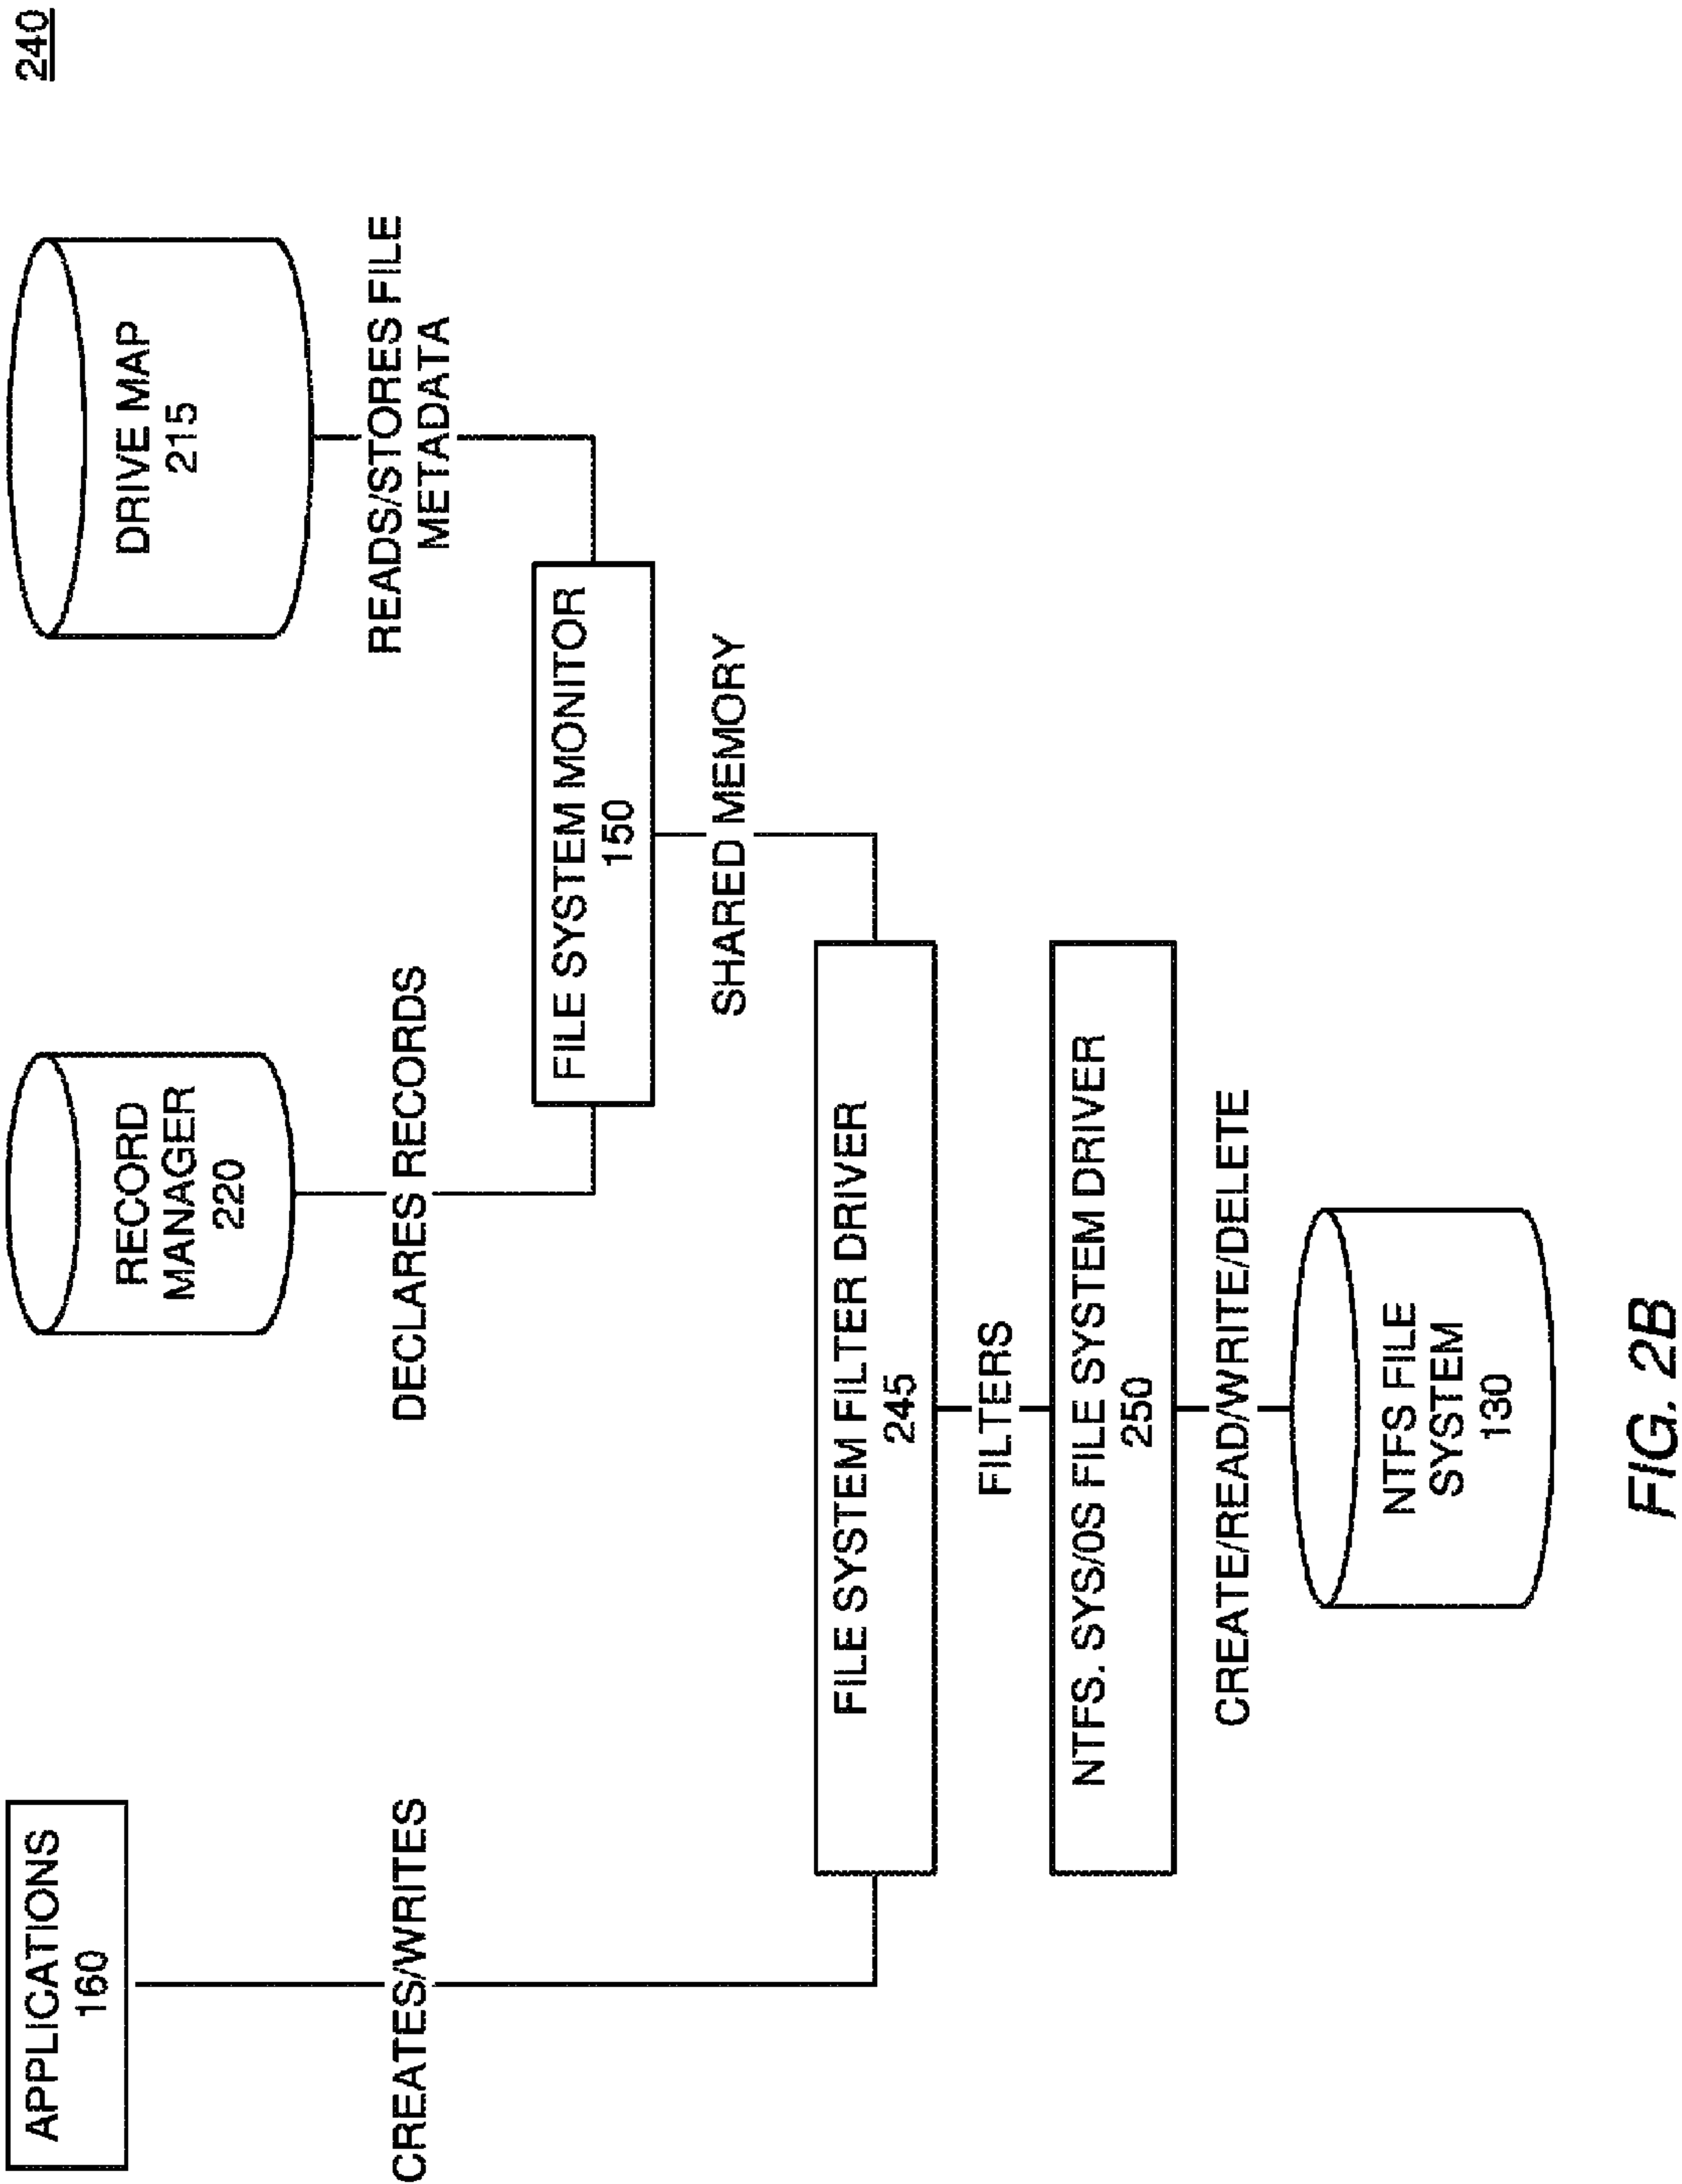 240
APPLICATIONS
160
RECORD
MANAGER
220
DRIVE MAP
215
CREATES/WRITES
DECLARES RECORDS
READS/STORES FILE
METADATA
FILE SYSTEM MONITOR
150
SHARED MEMORY
FILE SYSTEM FILTER DRIVER
245
FILTERS
NTFS. SYS/0S FILE SYSTEM DRIVER
250
CREATE/READ/WRITE/DELETE
NTFS FILE
SYSTEM
130
FIG. 2B